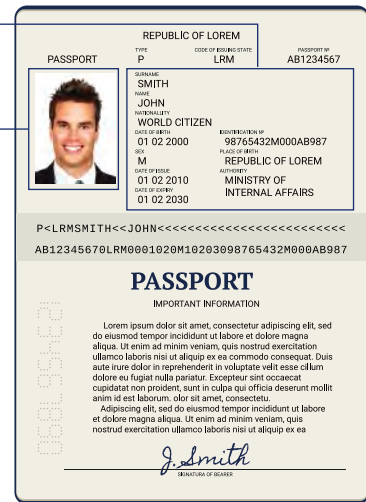 REPUBLIC OF LOREM
PASSPORT
TYPE CODE OF ISSUING STATE PASSPORT Nº
P LRM AB1234567
SURNAME
SMITH
NAME
JOHN
NATIONALITY
WORLD CITIZEN
DATE OF BIRTH IDENTIFICATION Nº
01 02 2000 98765432M000AB987
SEX PLACE OF BIRTH
M REPUBLIC OF LOREM
DATE OF ISSUE AUTHORITY
01 02 2010 MINISTRY OF
DATE OF EXPIRY INTERNAL AFFAIRS
01 02 2030
P<LRMSMITH<<JOHN<<<<<<<<<<<<<<<<<<<<<<<<<<
AB12345670LRM0001020M10203098765432M000AB987
PASSPORT
IMPORTANT INFORMATION
Lorem ipsum dolor sit amet, consectetur adipiscing elit, sed
do eiusmod tempor incididunt ut labore et dolore magna
aliqua. Ut enim ad minim veniam, quis nostrud exercitation
ullamco laboris nisi ut aliquip ex ea commodo consequat. Duis
aute irure dolor in reprehenderit in voluptate velit esse cillum
dolore eu fugiat nulla pariatur. Excepteur sint occaecat
cupidatat non proident, sunt in culpa qui officia deserunt mollit
anim id est laborum. olor sit amet, consectetu.
Adipiscing elit, sed do eiusmod tempor incididunt ut labore
et dolore magna aliqua. Ut enim ad minim veniam, quis
nostrud exercitation ullamco laboris nisi ut aliquip ex ea
J. Smith
SIGNATURA OF BEARER